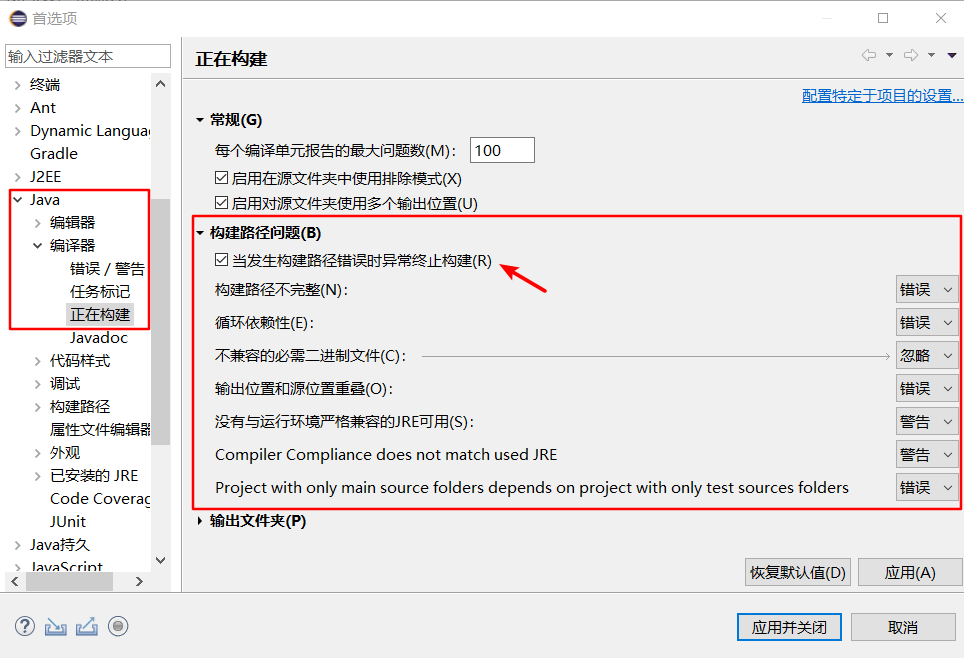 首选项
输入过滤器文本
终端
Ant
Dynamic Langua
Gradle
J2EE
Java
编辑器
编译器
错误 / 警告
任务标记
正在构建
Javadoc
代码样式
调试
构建路径
属性文件编辑器
外观
已安装的 JRE
Code Coverag
JUnit
Java持久
JavaScript
正在构建
配置特定于项目的设置...
常规(G)
每个编译单元报告的最大问题数(M): 100
启用在源文件夹中使用排除模式(X)
启用对源文件夹使用多个输出位置(U)
构建路径问题(B)
当发生构建路径错误时异常终止构建(R)
构建路径不完整(N): 错误
循环依赖性(E): 错误
不兼容的必需二进制文件(C): 忽略
输出位置和源位置重叠(O): 错误
没有与运行环境严格兼容的JRE可用(S): 警告
Compiler Compliance does not match used JRE 警告
Project with only main source folders depends on project with only test sources folders 错误
输出文件夹(P)
恢复默认值(D) 应用(A)
应用并关闭 取消